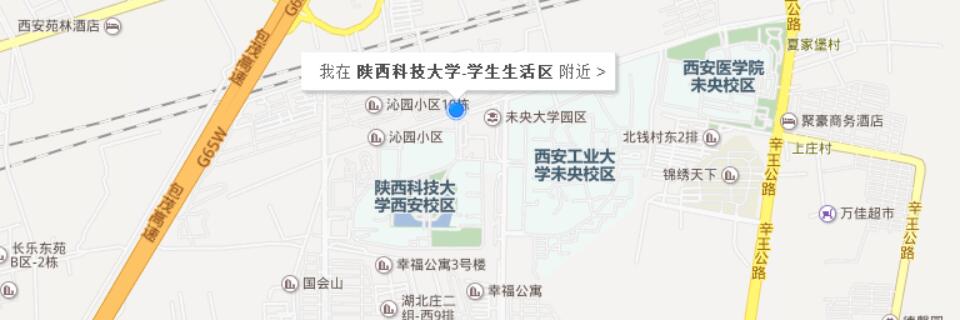 西安苑林酒店
G6
包茂高速
G65W
包茂高速
我在 陕西科技大学-学生生活区 附近 >
沁园小区1
栋
沁园小区
未央大学园区
西安医学院
未央校区
辛王公路
夏家堡村
聚豪商务酒店
上庄村
北钱村东2排
锦绣天下
西安工业大
学未央校区
陕西科技大
学西安校区
万佳超市
辛王公路
辛王公路
长乐东苑
B区-2栋
国会山
幸福公寓3号楼
幸福公寓
湖北庄二
组-西9排